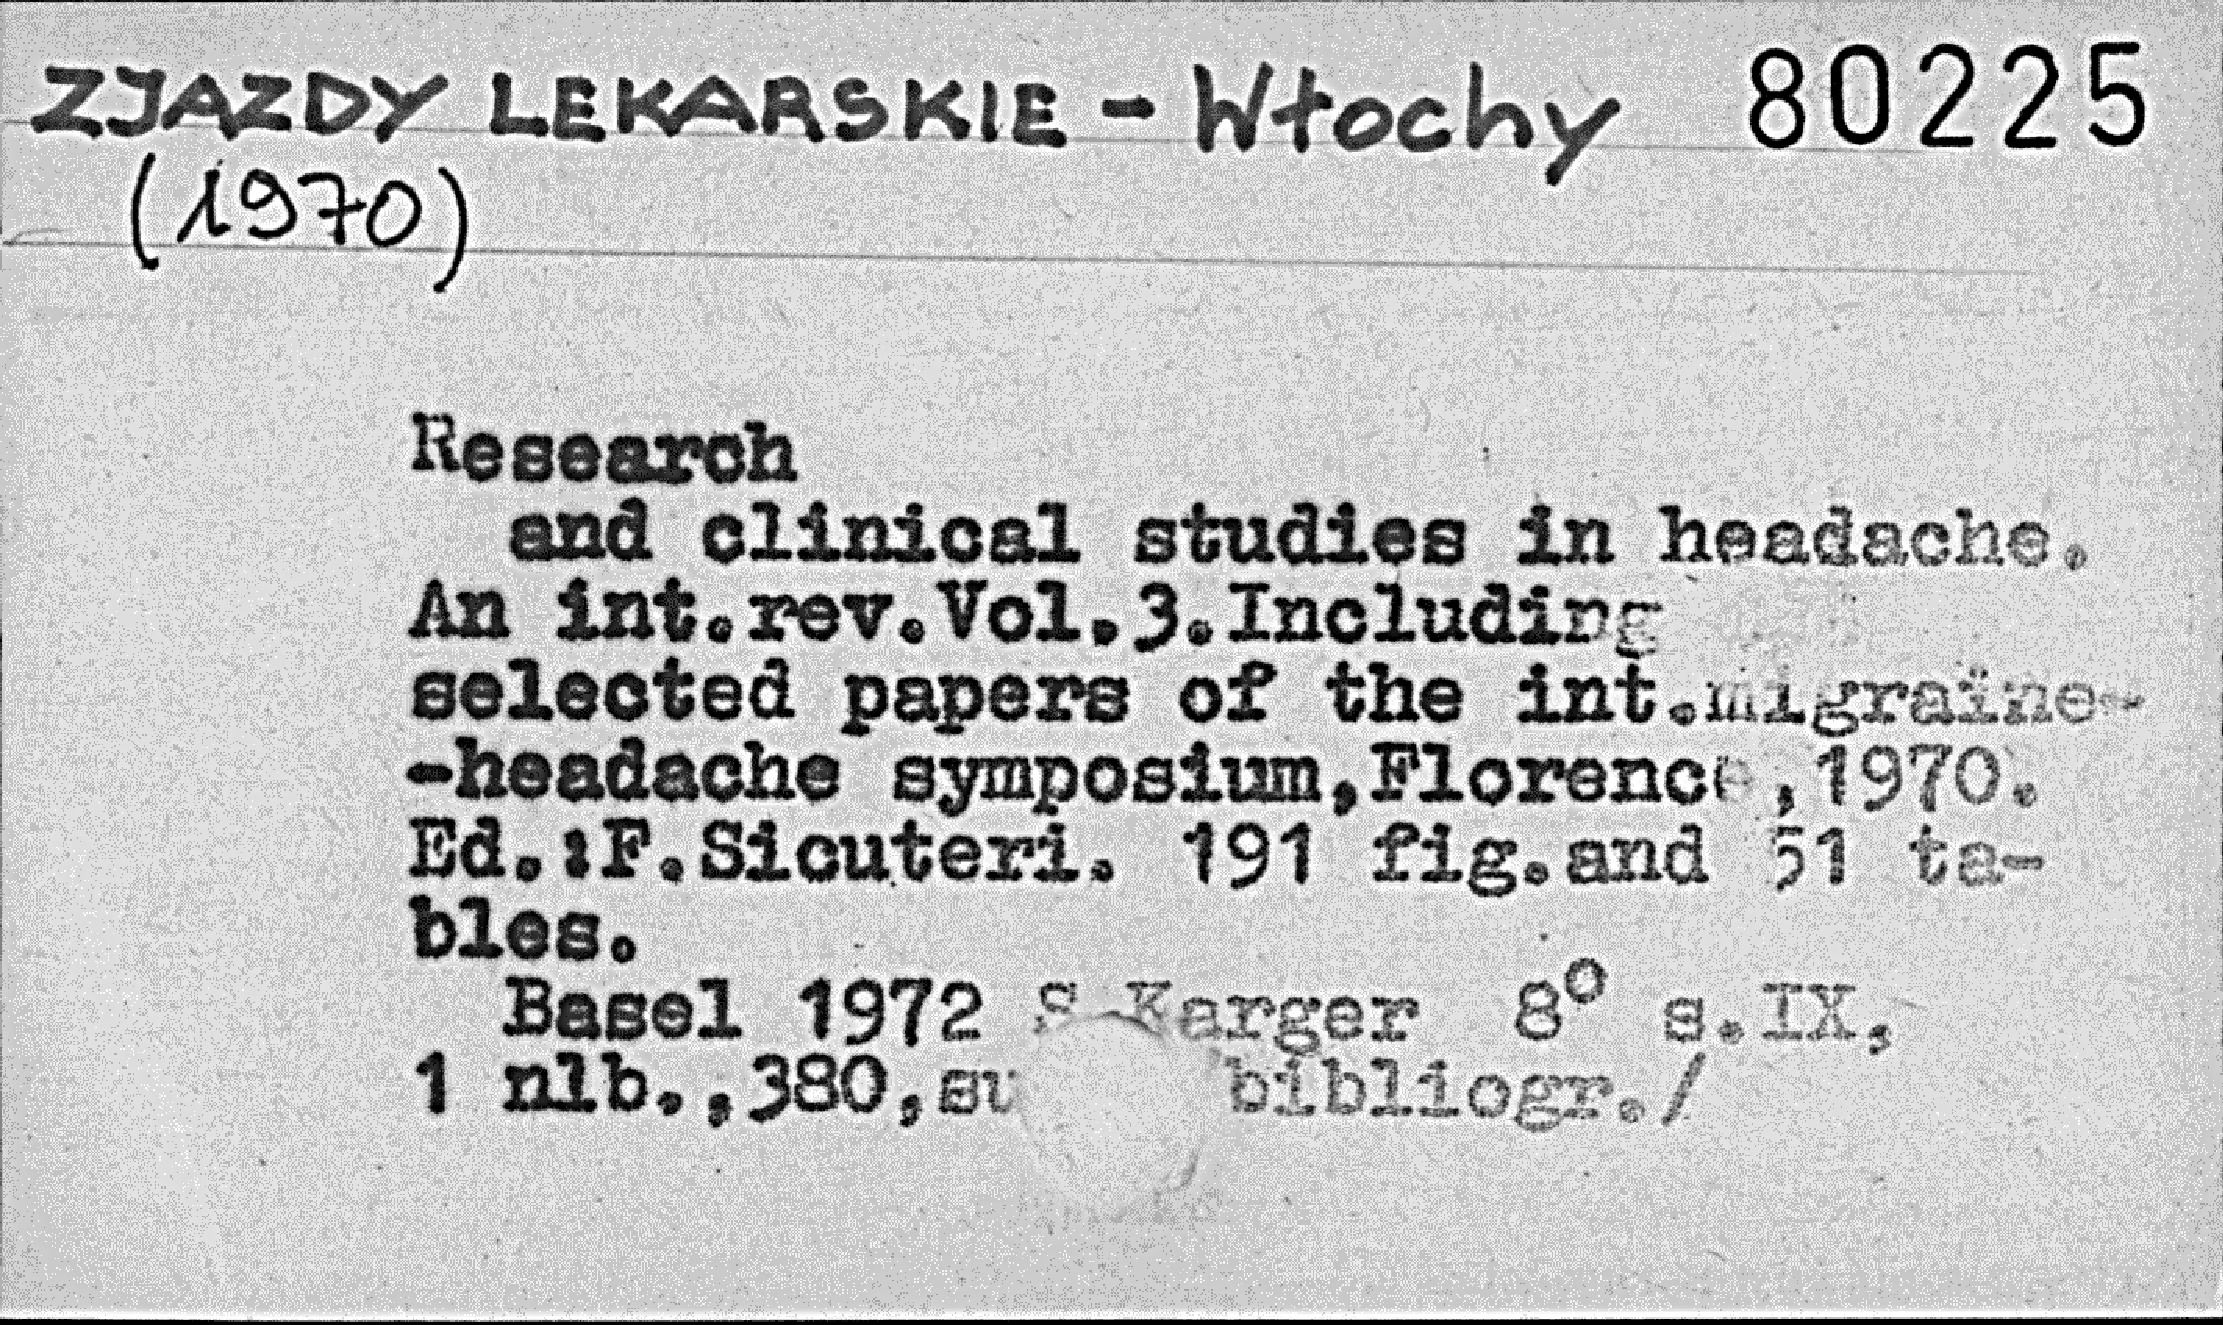 ZJAZDY LEKARSKIE - Włochy 80225
(1970)
Research
and clinical studies in headache.
An int.rev.Vol.3.Including
selected papers of the int.migraine-
-headache symposium,Florence,1970.
Ed.:F.Sicuteri. 191 fig.and 51 ta-
bles.
Basel 1972 S Karger 8° s.IX,
1 nlb.,380, bibliogr./